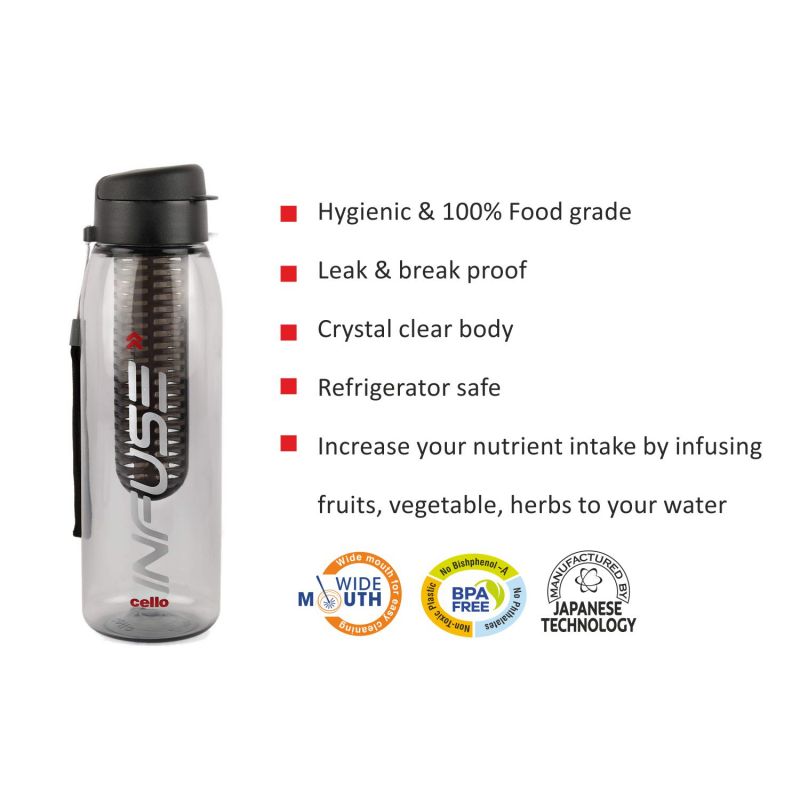 Hygienic & 100% Food grade
Leak & break proof
Crystal clear body
Refrigerator safe
Increase your nutrient intake by infusing
fruits, vegetable, herbs to your water
INFUSE
cello
Wide mouth for easy cleaning
WIDE
MOUTH
No Bishphenol-A
No Phthalates
Non-Toxic Plastic
BPA
FREE
MANUFACTURED BY
JAPANESE
TECHNOLOGY